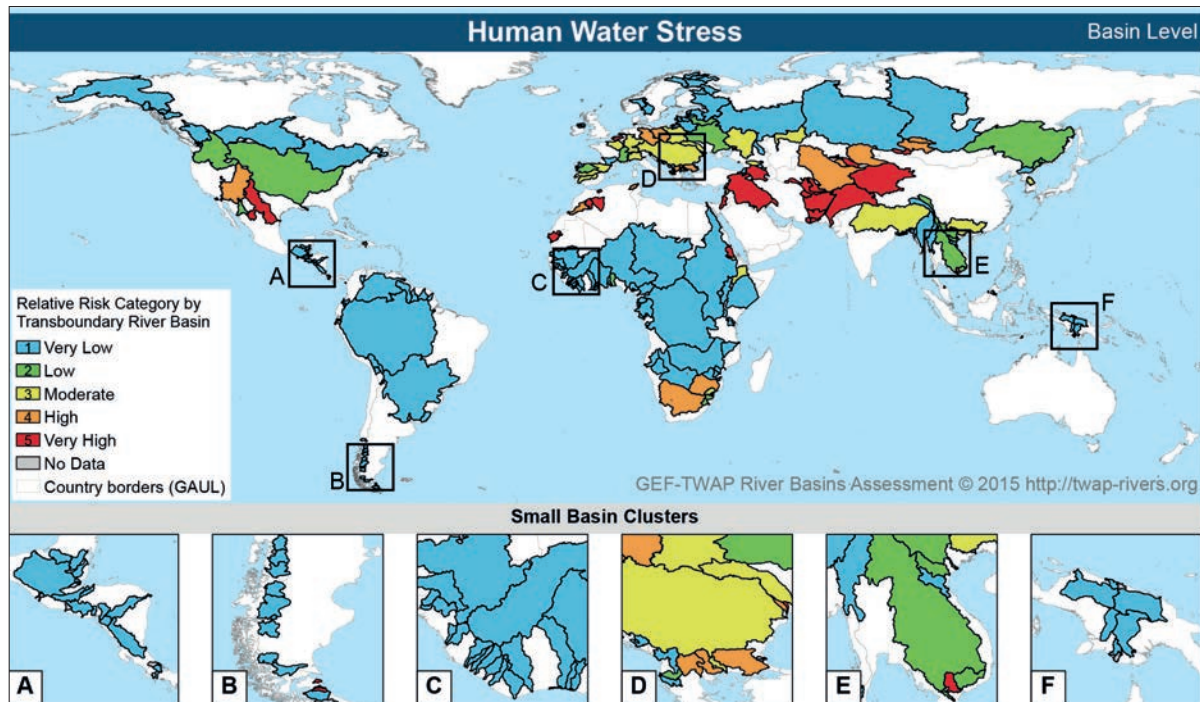 Human Water Stress
Basin Level
A
B
C
D
E
F
Relative Risk Category by
Transboundary River Basin
1 Very Low
2 Low
3 Moderate
4 High
5 Very High
No Data
Country borders (GAUL)
GEF-TWAP River Basins Assessment © 2015 http://twap-rivers.org
Small Basin Clusters
A
B
C
D
E
F